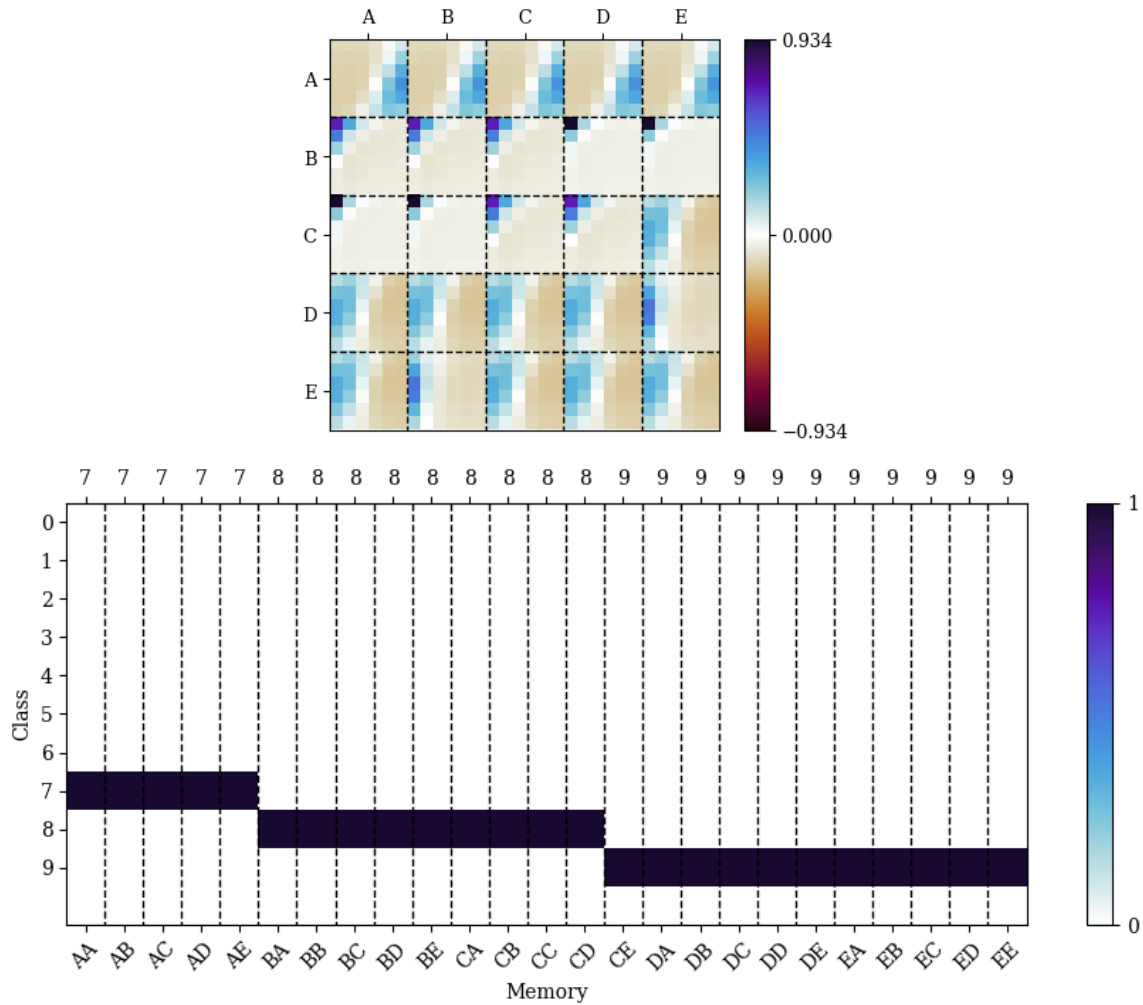 A B C D E
0.934
A
B
C
0.000
D
E
−0.934
7 7 7 7 7 8 8 8 8 8 8 8 8 8 9 9 9 9 9 9 9 9 9 9 9
1
0
1
2
3
4
5
Class
6
7
8
9
0
AA AB AC AD AE BA BB BC BD BE CA CB CC CD CE DA DB DC DD DE EA EB EC ED EE
Memory